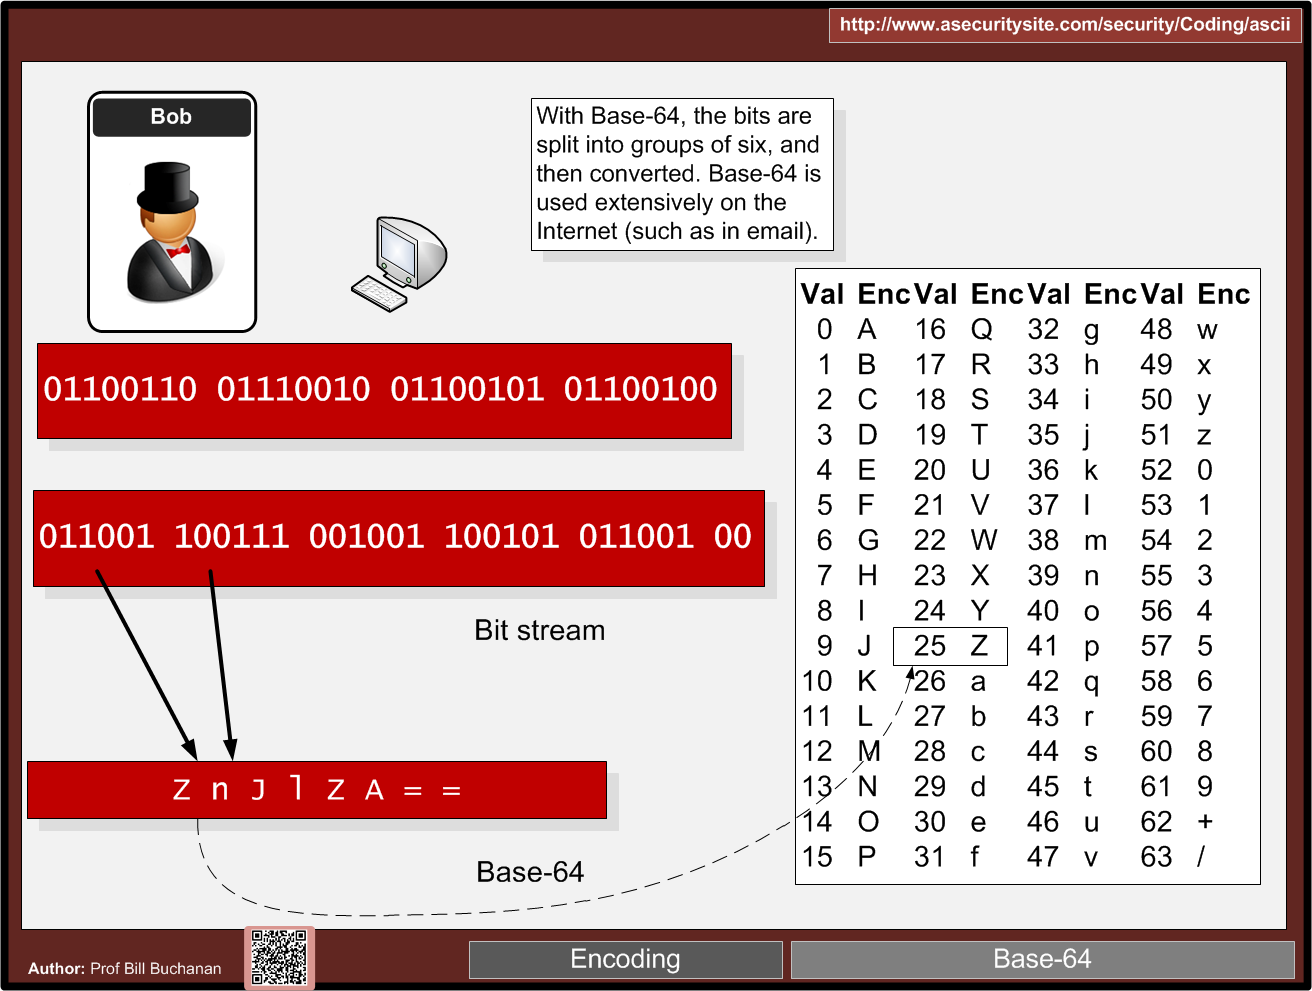 http://www.asecuritysite.com/security/Coding/ascii
Bob
With Base-64, the bits are
split into groups of six, and
then converted. Base-64 is
used extensively on the
Internet (such as in email).
01100110 01110010 01100101 01100100
011001 100111 001001 100101 011001 00
Bit stream
Z n J l Z A = =
Base-64
Val Enc Val Enc Val Enc Val Enc
0 A 16 Q 32 g 48 w
1 B 17 R 33 h 49 x
2 C 18 S 34 i 50 y
3 D 19 T 35 j 51 z
4 E 20 U 36 k 52 0
5 F 21 V 37 l 53 1
6 G 22 W 38 m 54 2
7 H 23 X 39 n 55 3
8 I 24 Y 40 o 56 4
9 J 25 Z 41 p 57 5
10 K 26 a 42 q 58 6
11 L 27 b 43 r 59 7
12 M 28 c 44 s 60 8
13 N 29 d 45 t 61 9
14 O 30 e 46 u 62 +
15 P 31 f 47 v 63 /
Author: Prof Bill Buchanan
Encoding
Base-64